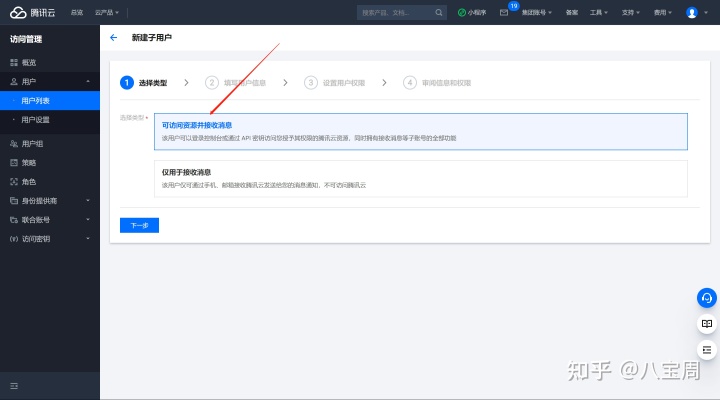 腾讯云 总览 云产品 搜索产品、文档... 小程序 19 集团账号 备案 工具 支持 费用
访问管理
新建子用户
概览
用户
用户列表
用户设置
用户组
策略
角色
身份提供商
联合账号
访问密钥
1 选择类型 2 填写用户信息 3 设置用户权限 4 审阅信息和权限
选择类型 *
可访问资源并接收消息
该用户可以登录控制台或通过 API 密钥访问您授予其权限的腾讯云资源，同时拥有接收消息等子账号的全部功能
仅用于接收消息
该用户仅可通过手机、邮箱接收腾讯云发送给您的消息通知，不可访问腾讯云
下一步
知乎 @八宝周